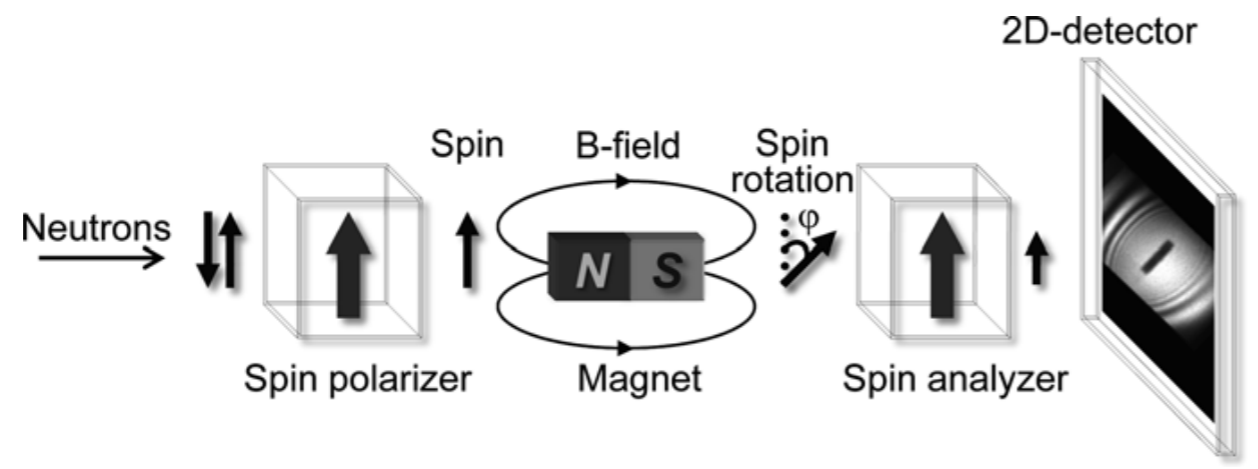 2D-detector
Spin
B-field
Spin
rotation
Neutrons
φ
N
S
Spin polarizer
Magnet
Spin analyzer